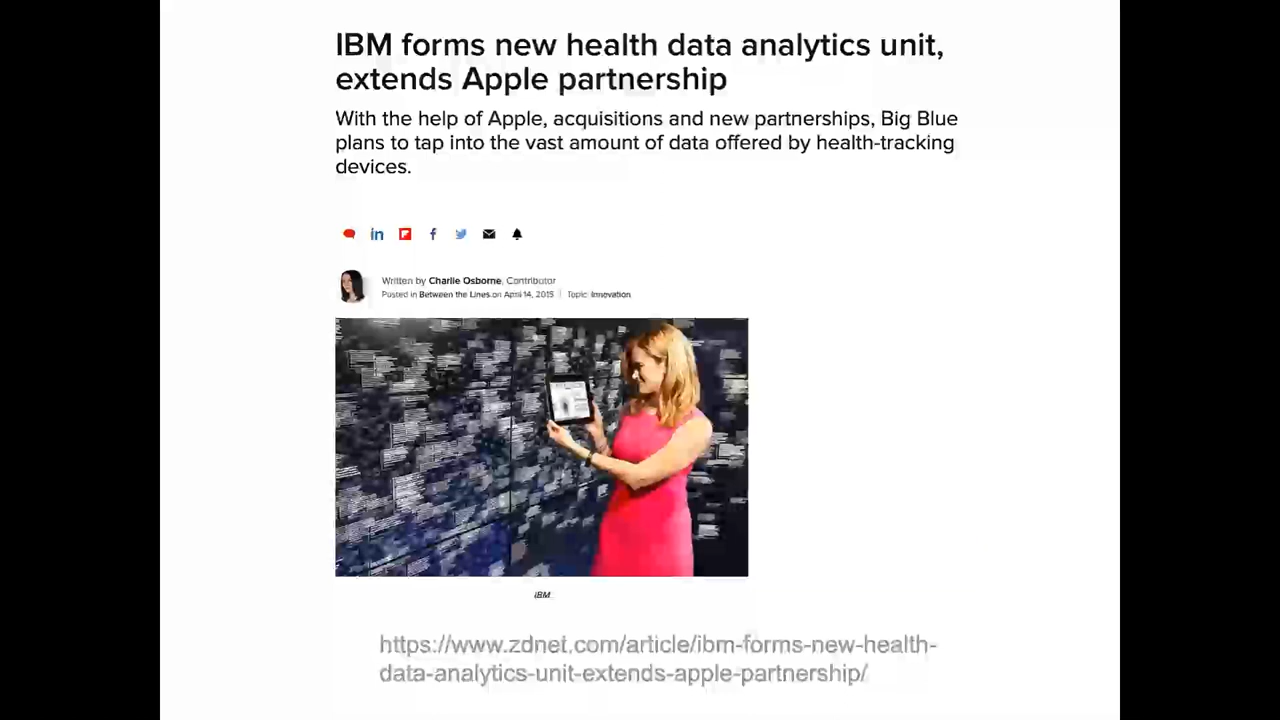 IBM forms new health data analytics unit,
extends Apple partnership
With the help of Apple, acquisitions and new partnerships, Big Blue
plans to tap into the vast amount of data offered by health-tracking
devices.
in
f
Written by Charlie Osborne, Contributor
Posted in Between the Lines on April 14, 2015 | Topic: Innovation
IBM
https://www.zdnet.com/article/ibm-forms-new-health-
data-analytics-unit-extends-apple-partnership/